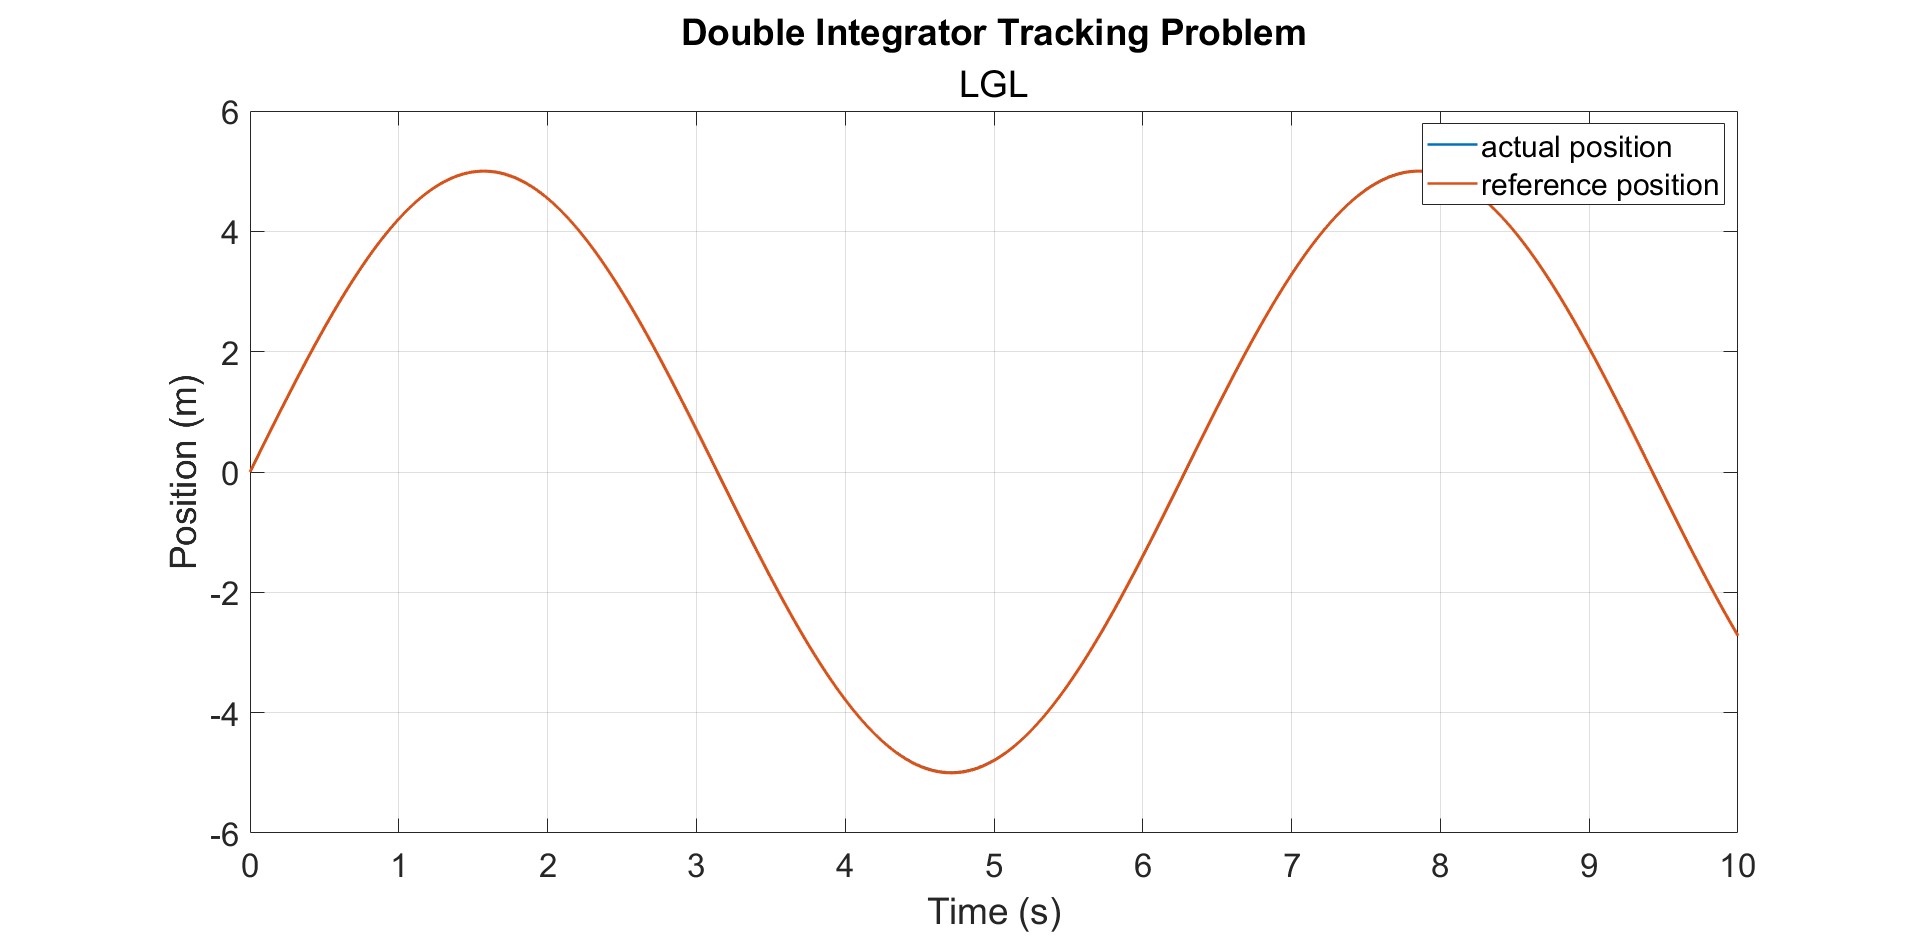 Double Integrator Tracking Problem
LGL
actual position
reference position
6
4
2
0
-2
-4
-6
Position (m)
0 1 2 3 4 5 6 7 8 9 10
Time (s)